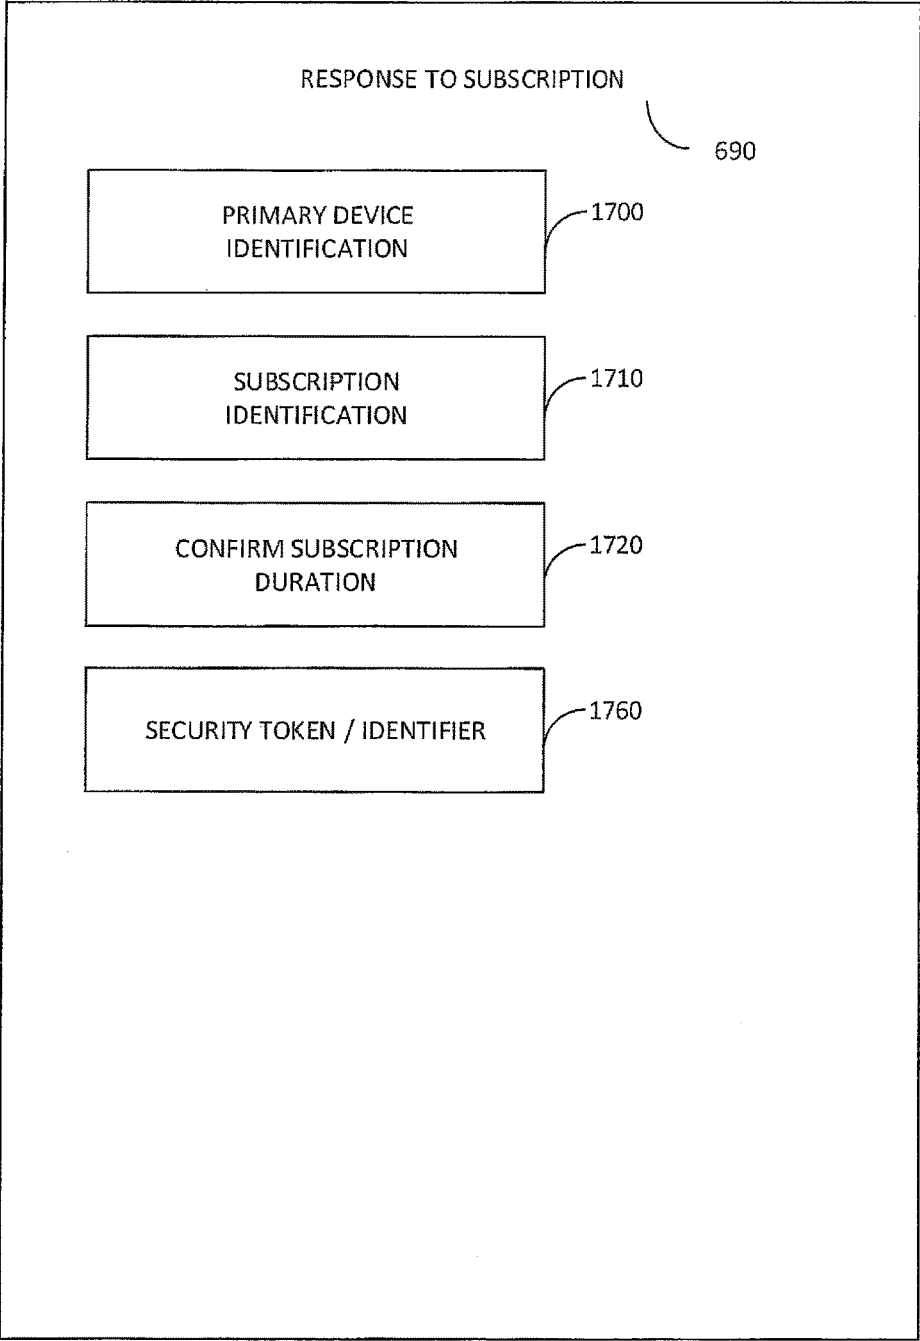 RESPONSE TO SUBSCRIPTION
690
PRIMARY DEVICE
IDENTIFICATION
1700
SUBSCRIPTION
IDENTIFICATION
1710
CONFIRM SUBSCRIPTION
DURATION
1720
SECURITY TOKEN / IDENTIFIER
1760